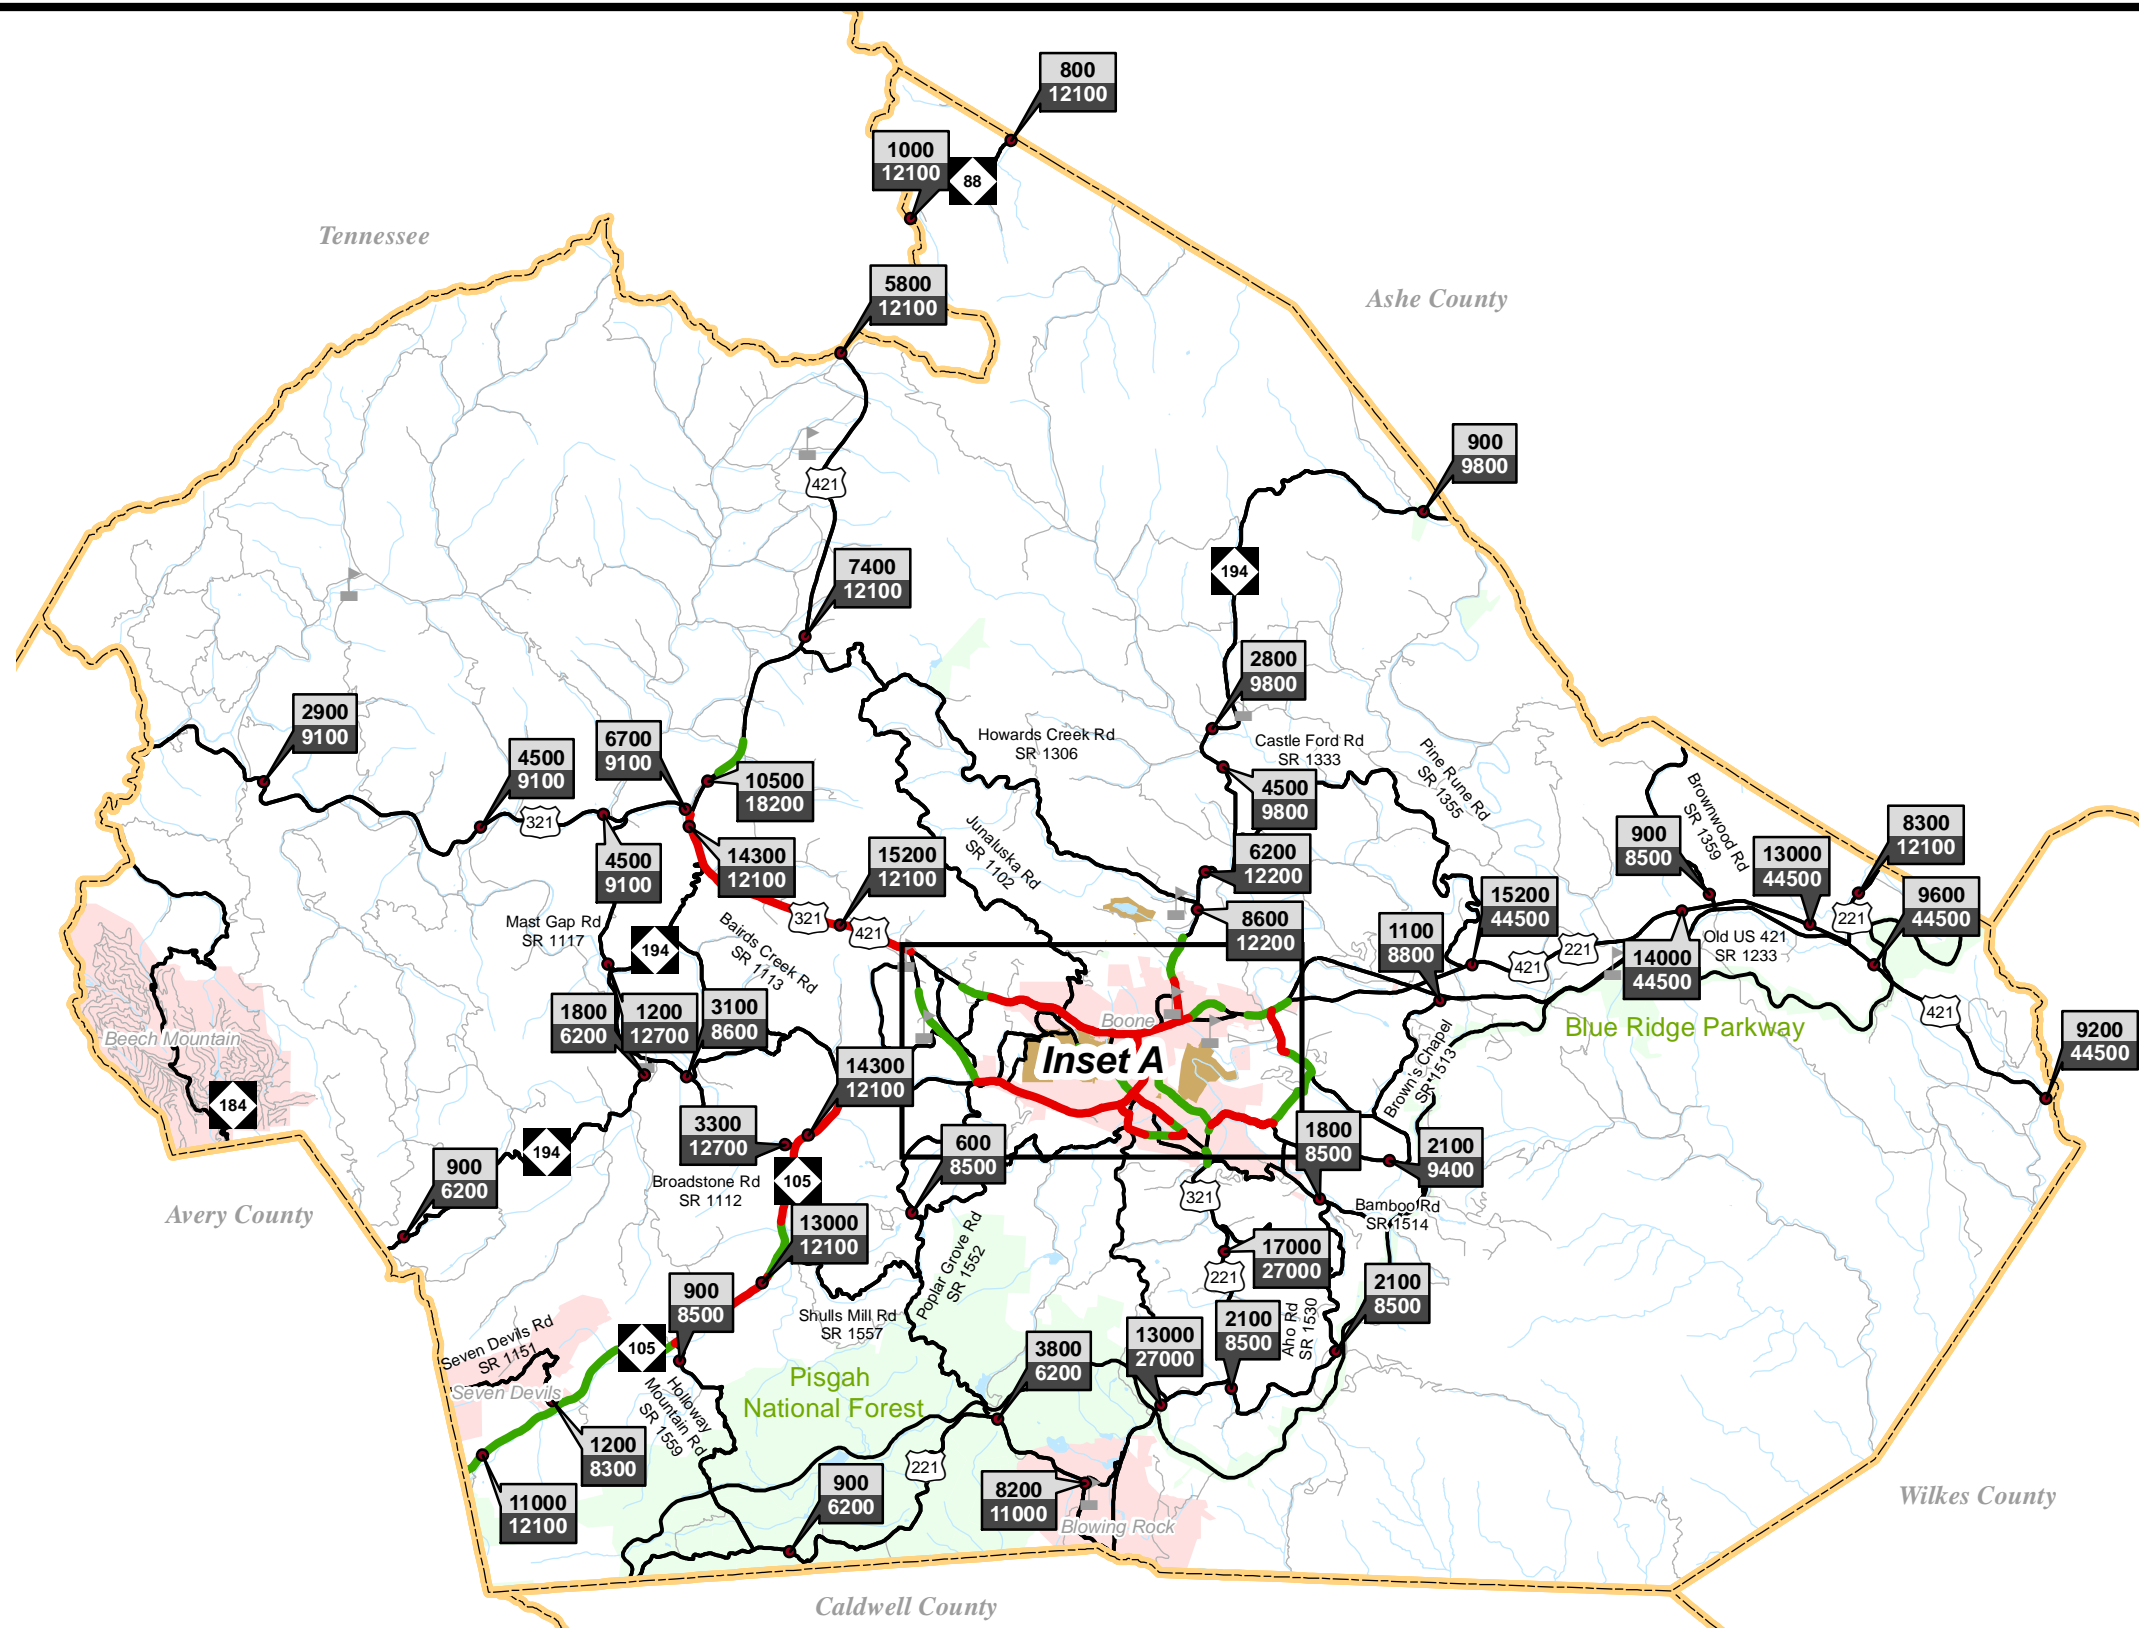 800
12100
1000
12100
88
Tennessee
5800
12100
Ashe County
900
9800
421
7400
12100
194
2800
9800
2900
9100
4500
9100
6700
9100
10500
18200
Howards Creek Rd
SR 1306
Castle Ford Rd
SR 1333
Pine Rune Rd
SR 1355
4500
9800
Brownwood Rd
SR 1359
321
4500
9100
14300
12100
15200
12100
Junaluska Rd
SR 1102
6200
12200
900
8500
13000
44500
8300
12100
15200
44500
9600
44500
321
421
8600
12200
1100
8800
221
Mast Gap Rd
SR 1117
194
Bairds Creek Rd
SR 1113
421
221
14000
44500
Old US 421
SR 1233
1800
6200
1200
12700
3100
8600
Boone
Blue Ridge Parkway
421
9200
44500
Beech Mountain
Inset A
14300
12100
Brown's Chapel
SR 1513
184
3300
12700
600
8500
1800
8500
2100
9400
194
900
6200
Broadstone Rd
SR 1112
105
321
Bamboo Rd
SR 1514
Avery County
13000
12100
Poplar Grove Rd
SR 1552
17000
27000
221
2100
8500
900
8500
Shulls Mill Rd
SR 1557
2100
8500
Aho Rd
SR 1530
Seven Devils Rd
SR 1151
105
3800
6200
13000
27000
Seven Devils
Holloway
Mountain Rd
SR 1559
Pisgah
National Forest
1200
8300
221
11000
12100
900
6200
8200
11000
Blowing Rock
Wilkes County
Caldwell County